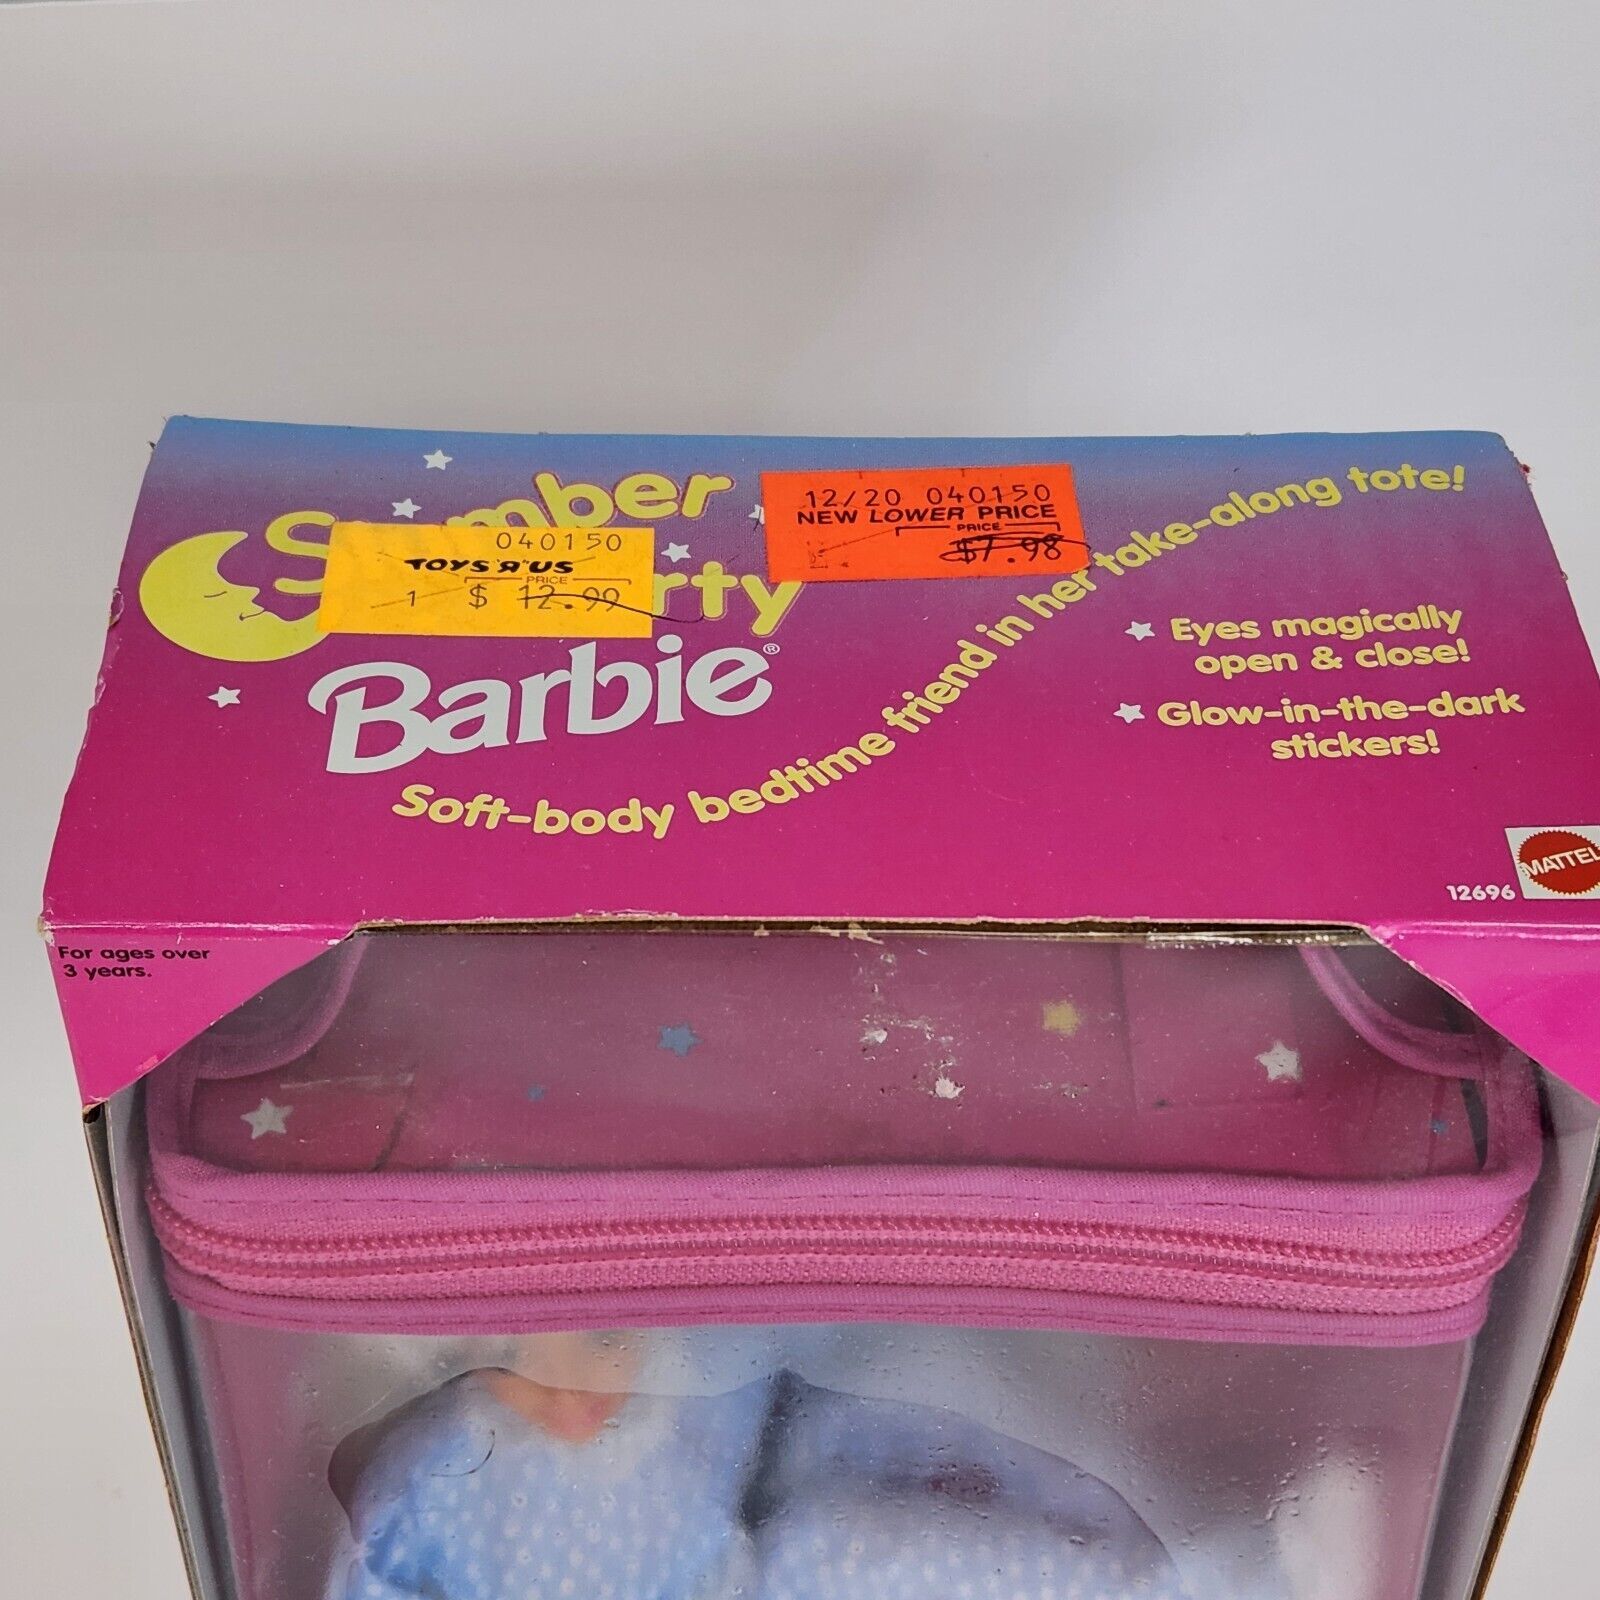 12/20 040150
NEW LOWER PRICE
PRICE
$7.98
040150
TOYS "R" US
PRICE
1 $ 12.99
Barbie®
Soft-body bedtime friend in her take-along tote!
Eyes magically
open & close!
Glow-in-the-dark
stickers!
MATTEL
12696
For ages over
3 years.